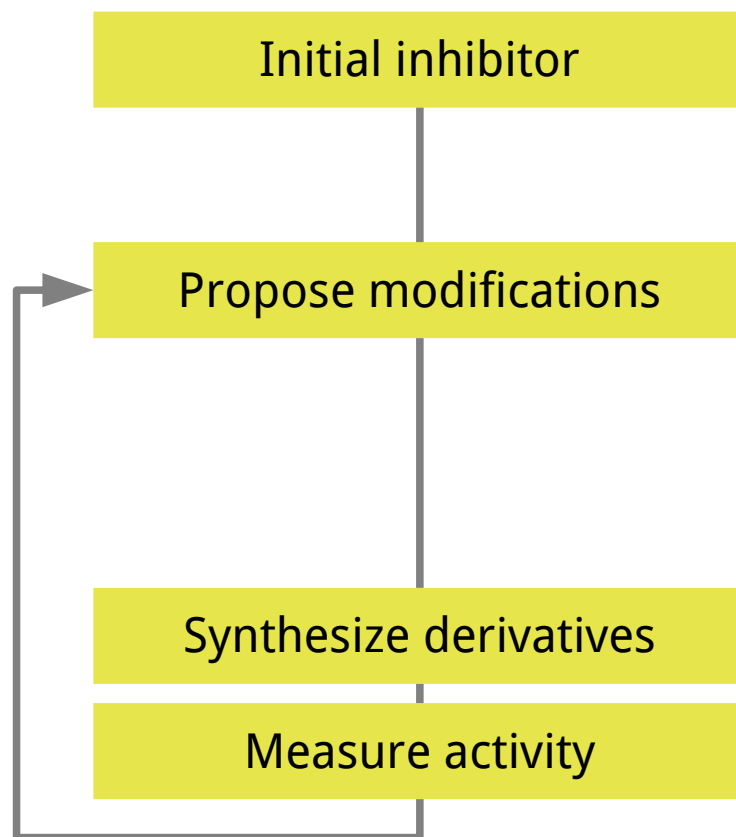 Initial inhibitor
Propose modifications
Synthesize derivatives
Measure activity